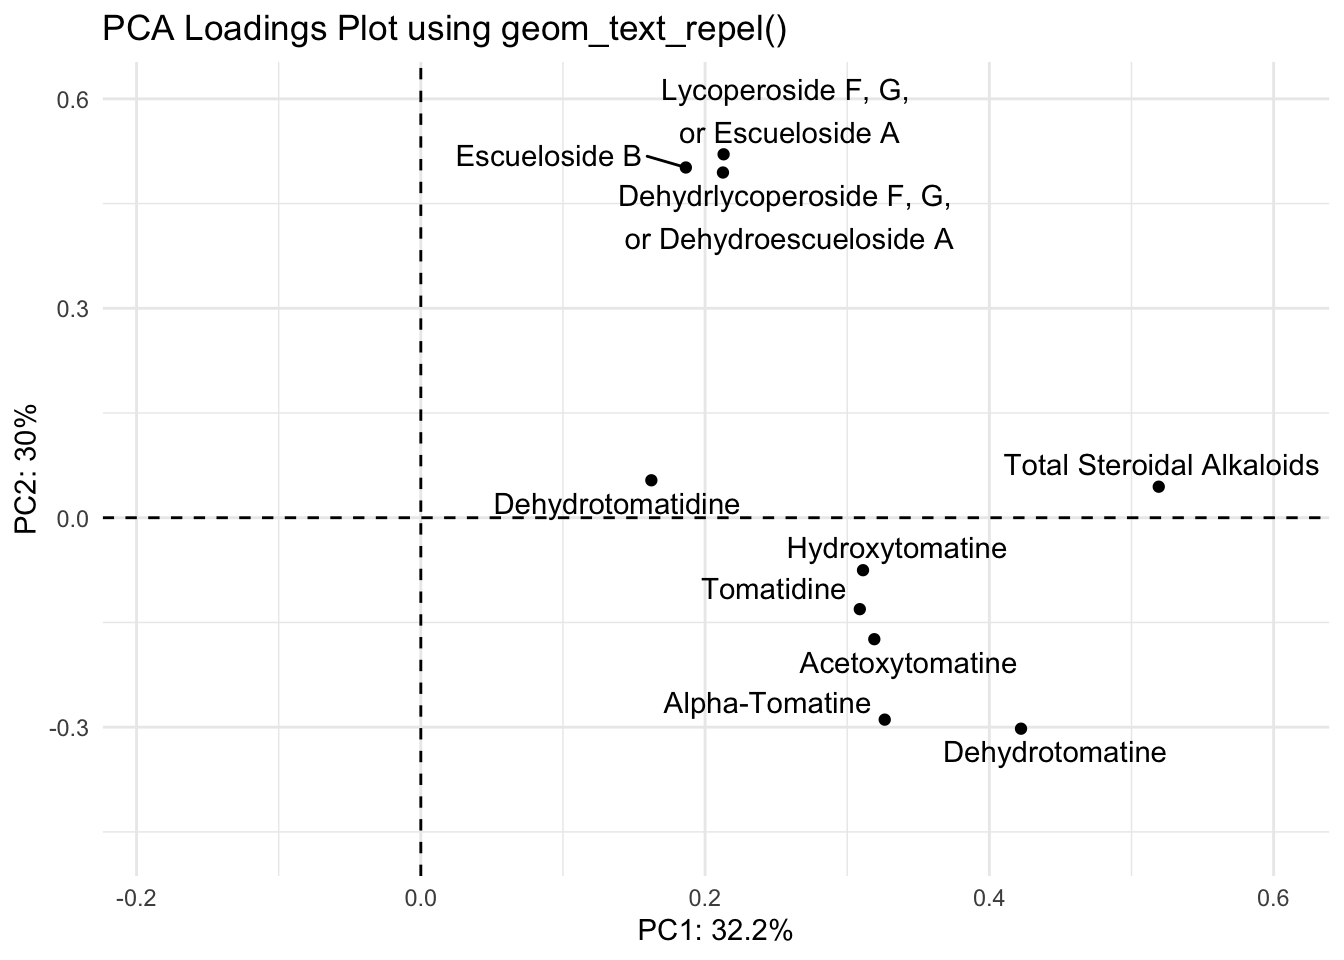 PCA Loadings Plot using geom_text_repel()
0.6
Lycoperoside F, G,
or Escueloside A
Escueloside B
Dehydrlycoperoside F, G,
or Dehydroescueloside A
0.3
PC2: 30%
Total Steroidal Alkaloids
Dehydrotomatidine
0.0
Hydroxytomatine
Tomatidine
Acetoxytomatine
Alpha-Tomatine
-0.3
Dehydrotomatine
-0.2
0.0
0.2
0.4
0.6
PC1: 32.2%